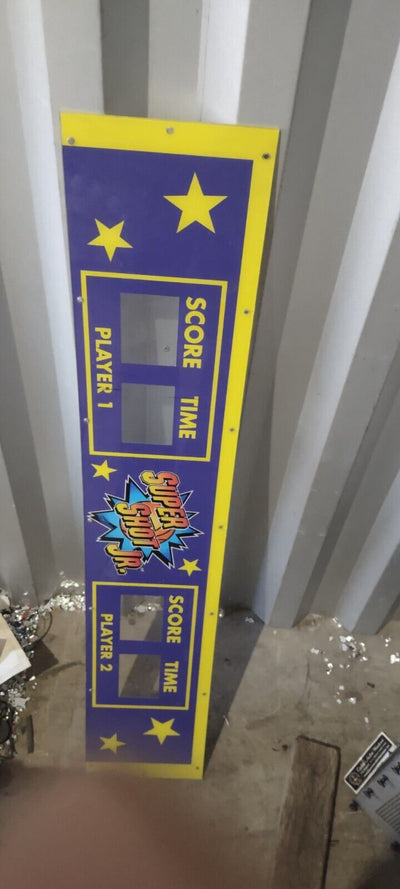 SCORE TIME
PLAYER 1
SUPER
SHOT
JR.
SCORE TIME
PLAYER 2